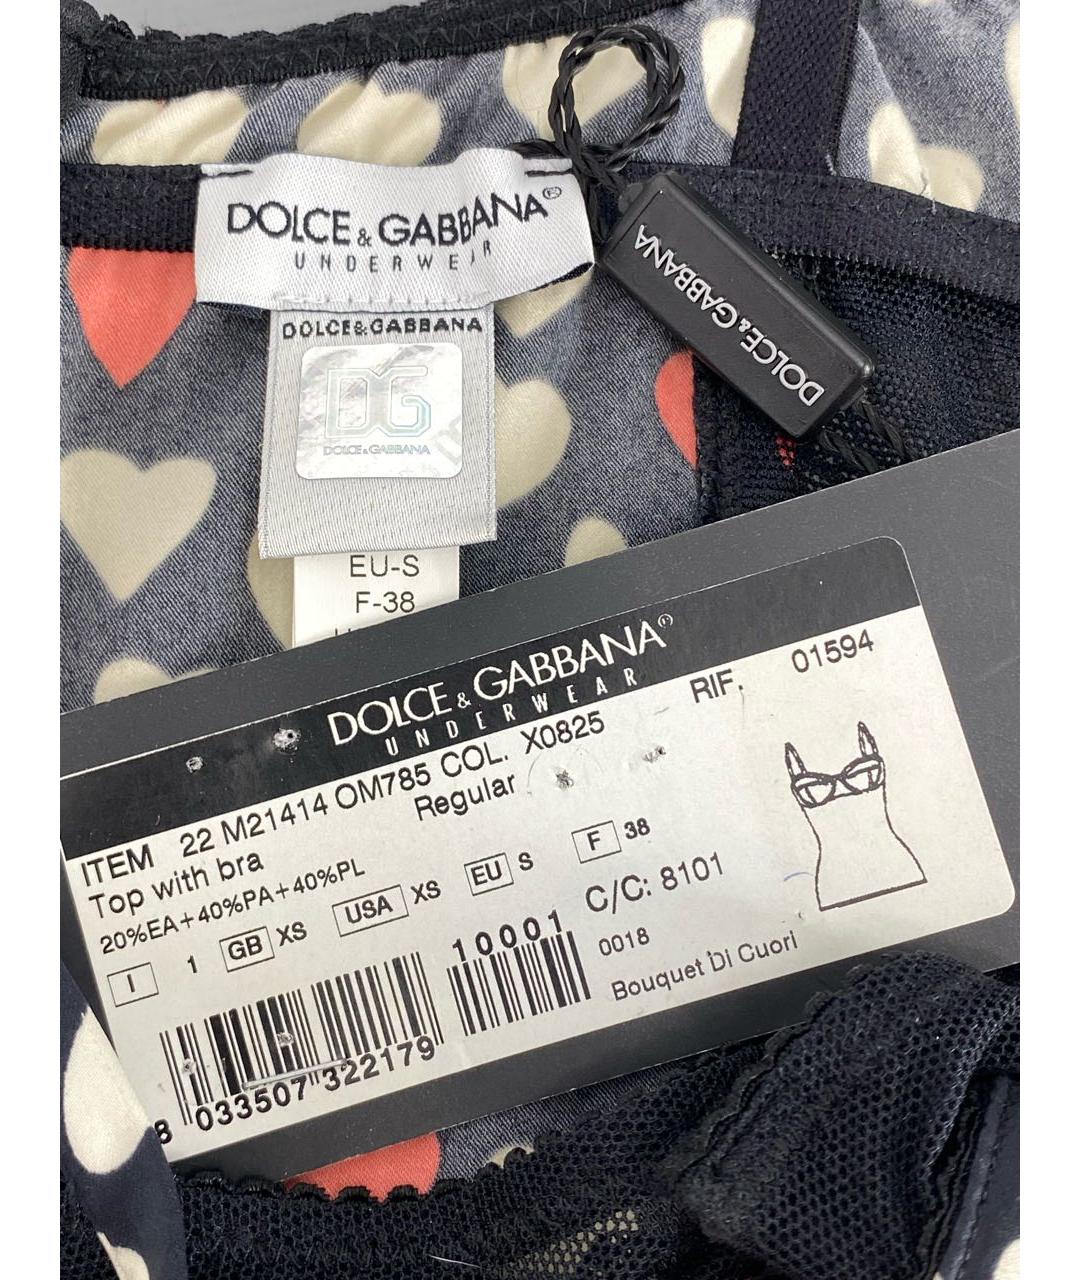 DOLCE & GABBANA®
UNDERWEAR
DOLCE&GABBANA
DOLCE&GABBANA
DG
DOLCE&GABBANA
EU-S
F-38
DOLCE & GABBANA®
UNDERWEAR
RIF. 01594
ITEM 22 M21414 OM785 COL. X0825
Top with bra Regular
20%EA+40%PA+40%PL
I 1 GB XS USA XS EU S F 38
10001 C/C: 8101
0018
Bouquet Di Cuori
8 033507 322179